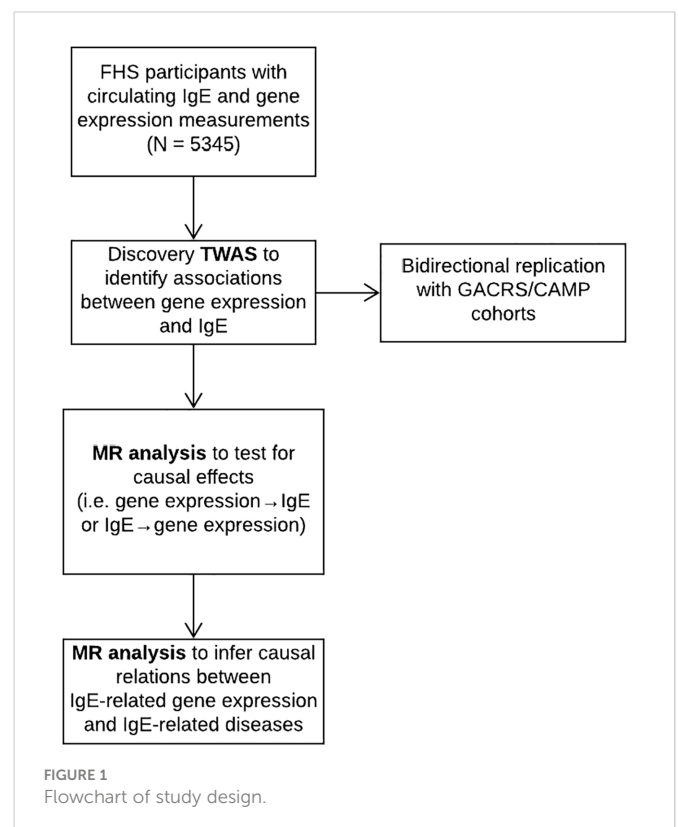 FHS participants with
circulating IgE and gene
expression measurements
(N = 5345)
Discovery TWAS to
identify associations
between gene expression
and IgE
Bidirectional replication
with GACRS/CAMP
cohorts
MR analysis to test for
causal effects
(i.e. gene expression→IgE
or IgE→gene expression)
MR analysis to infer causal
relations between
IgE-related gene expression
and IgE-related diseases
FIGURE 1
Flowchart of study design.